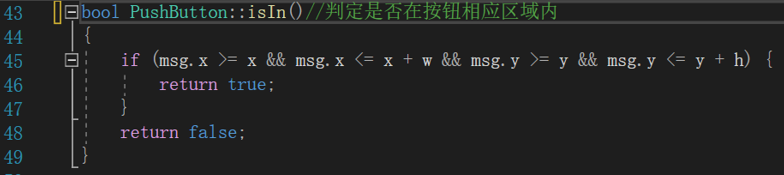 43 bool PushButton::isIn()//判定是否在按钮相应区域内
44 {
45 if (msg.x >= x && msg.x <= x + w && msg.y >= y && msg.y <= y + h) {
46 return true;
47 }
48 return false;
49 }